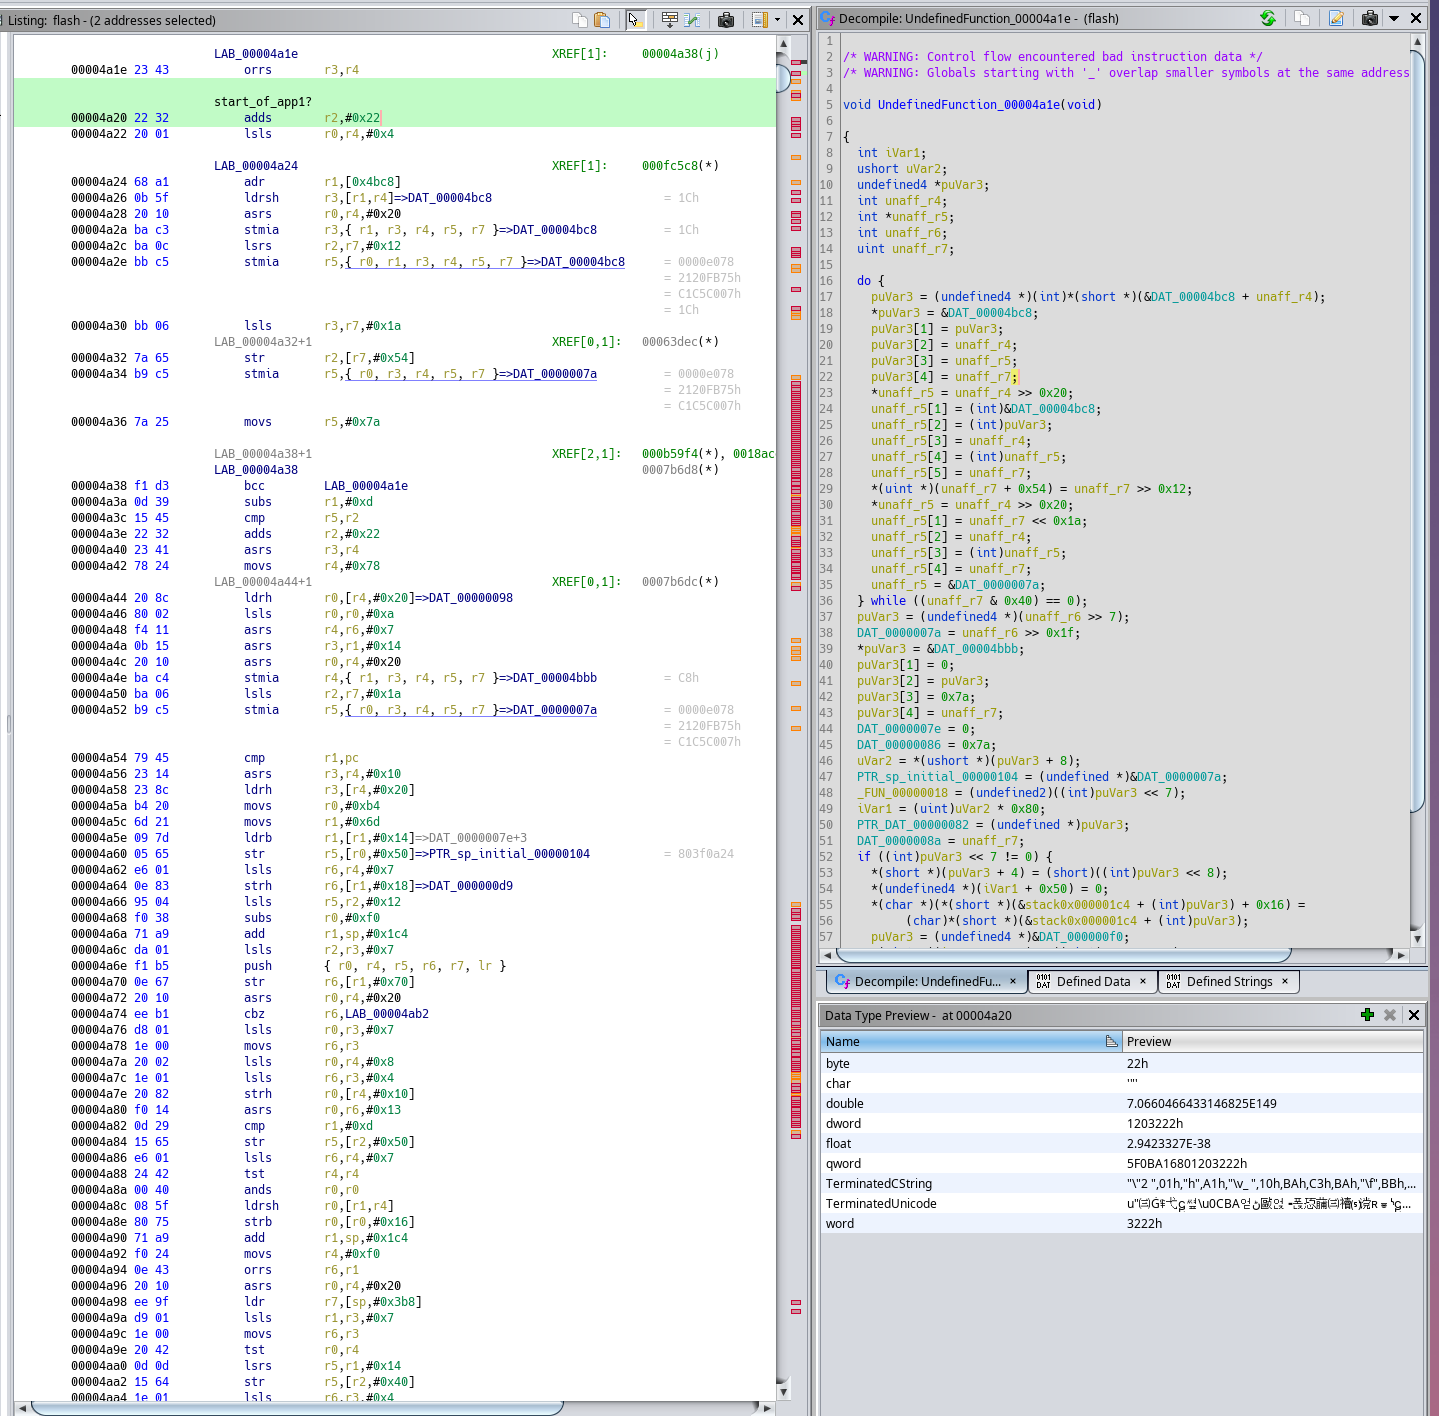 Listing: flash - (2 addresses selected)
LAB_00004a1e XREF[1]: 00004a38(j)
00004a1e 23 43 orrs r3,r4
start_of_app1?
00004a20 22 32 adds r2,#0x22
00004a22 20 01 lsls r0,r4,#0x4
LAB_00004a24 XREF[1]: 000fc5c8(*)
00004a24 68 a1 adr r1,[0x4bc8]
00004a26 0b 5f ldrsh r3,[r1,r4]=>DAT_00004bc8 = 1Ch
00004a28 20 10 asrs r0,r4,#0x20
00004a2a ba c3 stmia r3,{ r1, r3, r4, r5, r7 }=>DAT_00004bc8 = 1Ch
00004a2c ba 0c lsrs r2,r7,#0x12
00004a2e bb c5 stmia r5,{ r0, r1, r3, r4, r5, r7 }=>DAT_00004bc8 = 0000e078
= 2120FB75h
= C1C5C007h
= 1Ch
00004a30 bb 06 lsls r3,r7,#0x1a
LAB_00004a32+1 XREF[0,1]: 00063dec(*)
00004a32 7a 65 str r2,[r7,#0x54]
00004a34 b9 c5 stmia r5,{ r0, r3, r4, r5, r7 }=>DAT_0000007a = 0000e078
= 2120FB75h
= C1C5C007h
00004a36 7a 25 movs r5,#0x7a
LAB_00004a38+1 XREF[2,1]: 000b59f4(*), 0018ac
LAB_00004a38 0007b6d8(*)
00004a38 f1 d3 bcc LAB_00004a1e
00004a3a 0d 39 subs r1,#0xd
00004a3c 15 45 cmp r5,r2
00004a3e 22 32 adds r2,#0x22
00004a40 23 41 asrs r3,r4
00004a42 78 24 movs r4,#0x78
LAB_00004a44+1 XREF[0,1]: 0007b6dc(*)
00004a44 20 8c ldrh r0,[r4,#0x20]=>DAT_00000098
00004a46 80 02 lsls r0,r0,#0xa
00004a48 f4 11 asrs r4,r6,#0x7
00004a4a 0b 15 asrs r3,r1,#0x14
00004a4c 20 10 asrs r0,r4,#0x20
00004a4e ba c4 stmia r4,{ r1, r3, r4, r5, r7 }=>DAT_00004bbb = C8h
00004a50 ba 06 lsls r2,r7,#0x1a
00004a52 b9 c5 stmia r5,{ r0, r3, r4, r5, r7 }=>DAT_0000007a = 0000e078
= 2120FB75h
= C1C5C007h
00004a54 79 45 cmp r1,pc
00004a56 23 14 asrs r3,r4,#0x10
00004a58 23 8c ldrh r3,[r4,#0x20]
00004a5a b4 20 movs r0,#0xb4
00004a5c 6d 21 movs r1,#0x6d
00004a5e 09 7d ldrb r1,[r1,#0x14]=>DAT_0000007e+3
00004a60 05 65 str r5,[r0,#0x50]=>PTR_sp_initial_00000104 = 803f0a24
00004a62 e6 01 lsls r6,r4,#0x7
00004a64 0e 83 strh r6,[r1,#0x18]=>DAT_000000d9
00004a66 95 04 lsls r5,r2,#0x12
00004a68 f0 38 subs r0,#0xf0
00004a6a 71 a9 add r1,sp,#0x1c4
00004a6c da 01 lsls r2,r3,#0x7
00004a6e f1 b5 push { r0, r4, r5, r6, r7, lr }
00004a70 0e 67 str r6,[r1,#0x70]
00004a72 20 10 asrs r0,r4,#0x20
00004a74 ee b1 cbz r6,LAB_00004ab2
00004a76 d8 01 lsls r0,r3,#0x7
00004a78 1e 00 movs r6,r3
00004a7a 20 02 lsls r0,r4,#0x8
00004a7c 1e 01 lsls r6,r3,#0x4
00004a7e 20 82 strh r0,[r4,#0x10]
00004a80 f0 14 asrs r0,r6,#0x13
00004a82 0d 29 cmp r1,#0xd
00004a84 15 65 str r5,[r2,#0x50]
00004a86 e6 01 lsls r6,r4,#0x7
00004a88 24 42 tst r4,r4
00004a8a 00 40 ands r0,r0
00004a8c 08 5f ldrsh r0,[r1,r4]
00004a8e 80 75 strb r0,[r0,#0x16]
00004a90 71 a9 add r1,sp,#0x1c4
00004a92 f0 24 movs r4,#0xf0
00004a94 0e 43 orrs r6,r1
00004a96 20 10 asrs r0,r4,#0x20
00004a98 ee 9f ldr r7,[sp,#0x3b8]
00004a9a d9 01 lsls r1,r3,#0x7
00004a9c 1e 00 movs r6,r3
00004a9e 20 42 tst r0,r4
00004aa0 0d 0d lsrs r5,r1,#0x14
00004aa2 15 64 str r5,[r2,#0x40]
00004aa4 1e 01 lsls r6,r3,#0x4
Decompile: UndefinedFunction_00004a1e - (flash)
1
2 /* WARNING: Control flow encountered bad instruction data */
3 /* WARNING: Globals starting with '_' overlap smaller symbols at the same address
4
5 void UndefinedFunction_00004a1e(void)
6
7 {
8 int iVar1;
9 ushort uVar2;
10 undefined4 *puVar3;
11 int unaff_r4;
12 int *unaff_r5;
13 int unaff_r6;
14 uint unaff_r7;
15
16 do {
17 puVar3 = (undefined4 *)(int)*(short *)(&DAT_00004bc8 + unaff_r4);
18 *puVar3 = &DAT_00004bc8;
19 puVar3[1] = puVar3;
20 puVar3[2] = unaff_r4;
21 puVar3[3] = unaff_r5;
22 puVar3[4] = unaff_r7;
23 *unaff_r5 = unaff_r4 >> 0x20;
24 unaff_r5[1] = (int)&DAT_00004bc8;
25 unaff_r5[2] = (int)puVar3;
26 unaff_r5[3] = unaff_r4;
27 unaff_r5[4] = (int)unaff_r5;
28 unaff_r5[5] = unaff_r7;
29 *(uint *)(unaff_r7 + 0x54) = unaff_r7 >> 0x12;
30 *unaff_r5 = unaff_r4 >> 0x20;
31 unaff_r5[1] = unaff_r7 << 0x1a;
32 unaff_r5[2] = unaff_r4;
33 unaff_r5[3] = (int)unaff_r5;
34 unaff_r5[4] = unaff_r7;
35 unaff_r5 = &DAT_0000007a;
36 } while ((unaff_r7 & 0x40) == 0);
37 puVar3 = (undefined4 *)(unaff_r6 >> 7);
38 DAT_0000007a = unaff_r6 >> 0x1f;
39 *puVar3 = &DAT_00004bbb;
40 puVar3[1] = 0;
41 puVar3[2] = puVar3;
42 puVar3[3] = 0x7a;
43 puVar3[4] = unaff_r7;
44 DAT_0000007e = 0;
45 DAT_00000086 = 0x7a;
46 uVar2 = *(ushort *)(puVar3 + 8);
47 PTR_sp_initial_00000104 = (undefined *)&DAT_0000007a;
48 _FUN_00000018 = (undefined2)((int)puVar3 << 7);
49 iVar1 = (uint)uVar2 * 0x80;
50 PTR_DAT_00000082 = (undefined *)puVar3;
51 DAT_0000008a = unaff_r7;
52 if ((int)puVar3 << 7 != 0) {
53 *(short *)(puVar3 + 4) = (short)((int)puVar3 << 8);
54 *(undefined4 *)(iVar1 + 0x50) = 0;
55 *(char *)(*(short *)(&stack0x000001c4 + (int)puVar3) + 0x16) =
56 (char)*(short *)(&stack0x000001c4 + (int)puVar3);
57 puVar3 = (undefined4 *)&DAT_000000f0;
Decompile: UndefinedFu... × Defined Data × Defined Strings ×
Data Type Preview - at 00004a20
Name Preview
byte 22h
char '"'
double 7.0660466433146825E149
dword 1203222h
float 2.9423327E-38
qword 5F0BA16801203222h
TerminatedCString "\"2 ",01h,"h",A1h,"\v_ ",10h,BAh,C3h,BAh,"\f",BBh,...
TerminatedUnicode
word 3222h